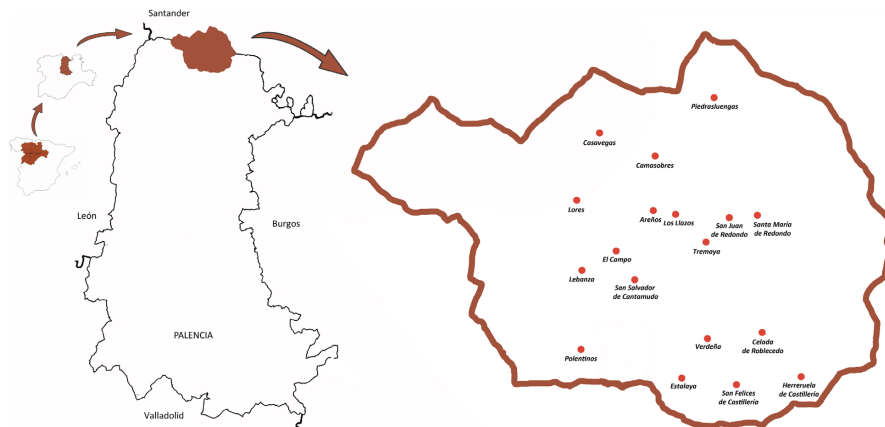 Santander
León
Burgos
PALENCIA
Valladolid
Piedrasluengas
Casavegas
Camasobres
Lores
Areños
Los Llazos
San Juan
de Redondo
Santa María
de Redondo
Tremaya
El Campo
Lebanza
San Salvador
de Cantamuda
Verdeña
Celada
de Roblecedo
Polentinos
Estalaya
San Felices
de Castillería
Herreruela
de Castillería